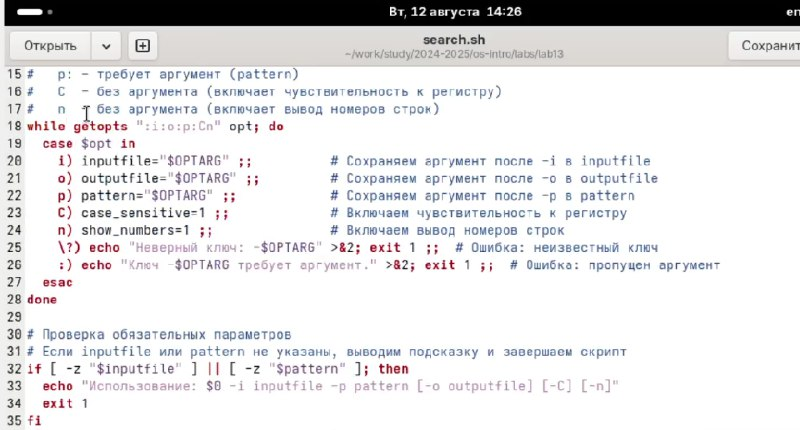 Вт, 12 августа 14:26
en
Открыть
search.sh
~/work/study/2024-2025/os-intro/labs/lab13
Сохранит
15 #   p: - требует аргумент (pattern)
16 #   C - без аргумента (включает чувствительность к регистру)
17 #   n - без аргумента (включает вывод номеров строк)
18 while getopts ":i:o:p:Cn" opt; do
19   case $opt in
20     i) inputfile="$OPTARG" ;;          # Сохраняем аргумент после -i в inputfile
21     o) outputfile="$OPTARG" ;;         # Сохраняем аргумент после -o в outputfile
22     p) pattern="$OPTARG" ;;            # Сохраняем аргумент после -p в pattern
23     C) case_sensitive=1 ;;             # Включаем чувствительность к регистру
24     n) show_numbers=1 ;;               # Включаем вывод номеров строк
25     \?) echo "Неверный ключ: -$OPTARG" >&2; exit 1 ;;  # Ошибка: неизвестный ключ
26     :) echo "Ключ -$OPTARG требует аргумент." >&2; exit 1 ;;  # Ошибка: пропущен аргумент
27   esac
28 done
29
30 # Проверка обязательных параметров
31 # Если inputfile или pattern не указаны, выводим подсказку и завершаем скрипт
32 if [ -z "$inputfile" ] || [ -z "$pattern" ]; then
33   echo "Использование: $0 -i inputfile -p pattern [-o outputfile] [-C] [-n]"
34   exit 1
35 fi